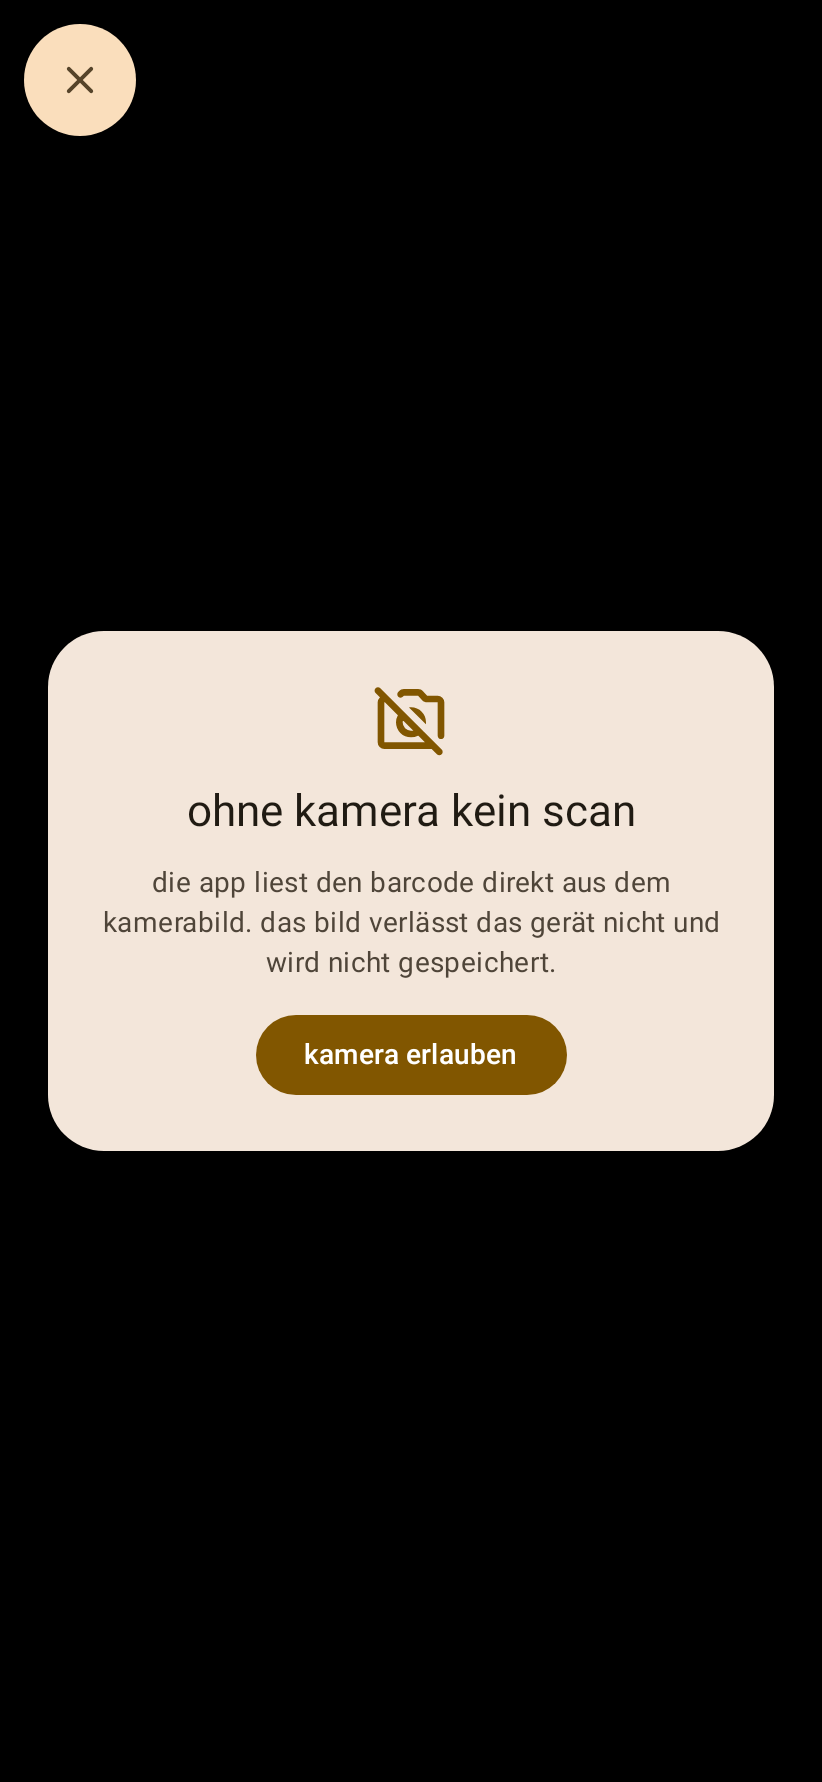 ohne kamera kein scan
die app liest den barcode direkt aus dem
kamerabild. das bild verlässt das gerät nicht und
wird nicht gespeichert.
kamera erlauben